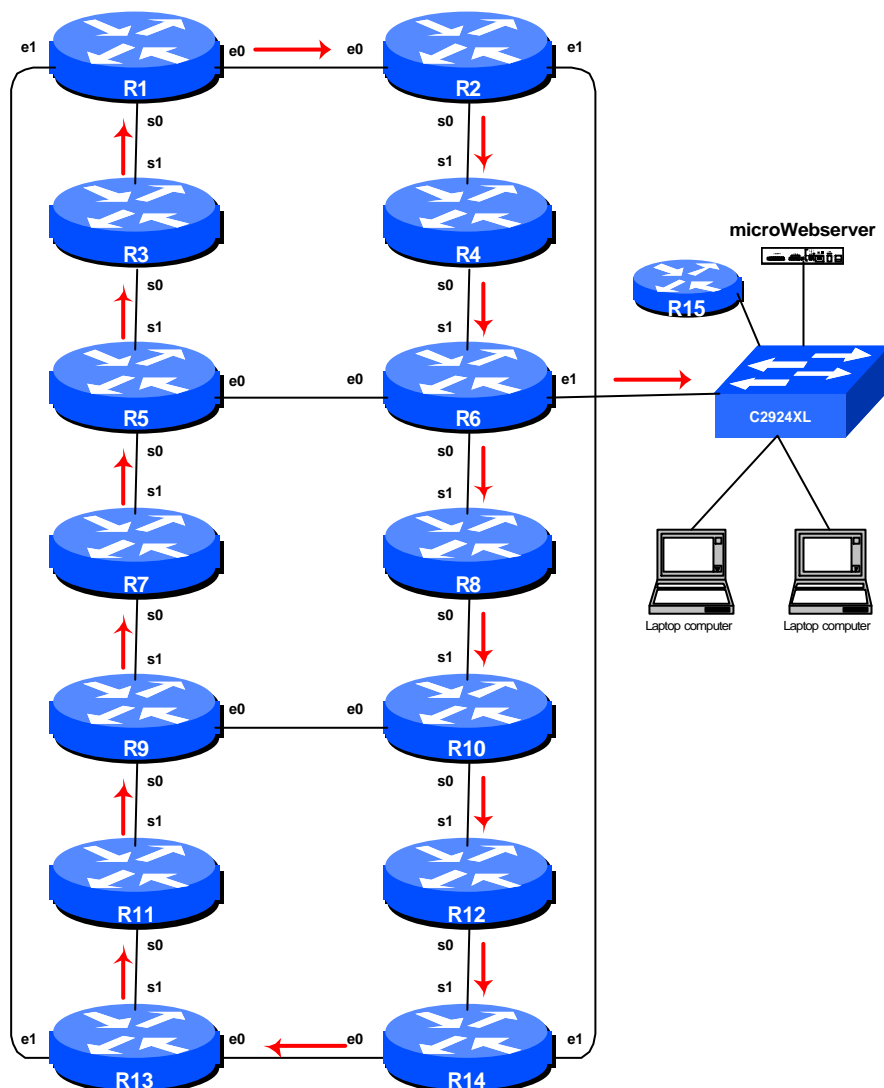 e1 e0 e0 e1
R1 R2
s0 s0
s1 s1
R3 R4
microWebserver
R15
s0 s0
s1 s1
e0 e0 e1
R5 R6
C2924XL
s0 s0
s1 s1
R7 R8
Laptop computer Laptop computer
s0 s0
s1 s1
e0 e0
R9 R10
s0 s0
s1 s1
R11 R12
s0 s0
s1 s1
e1 e0 e0 e1
R13 R14